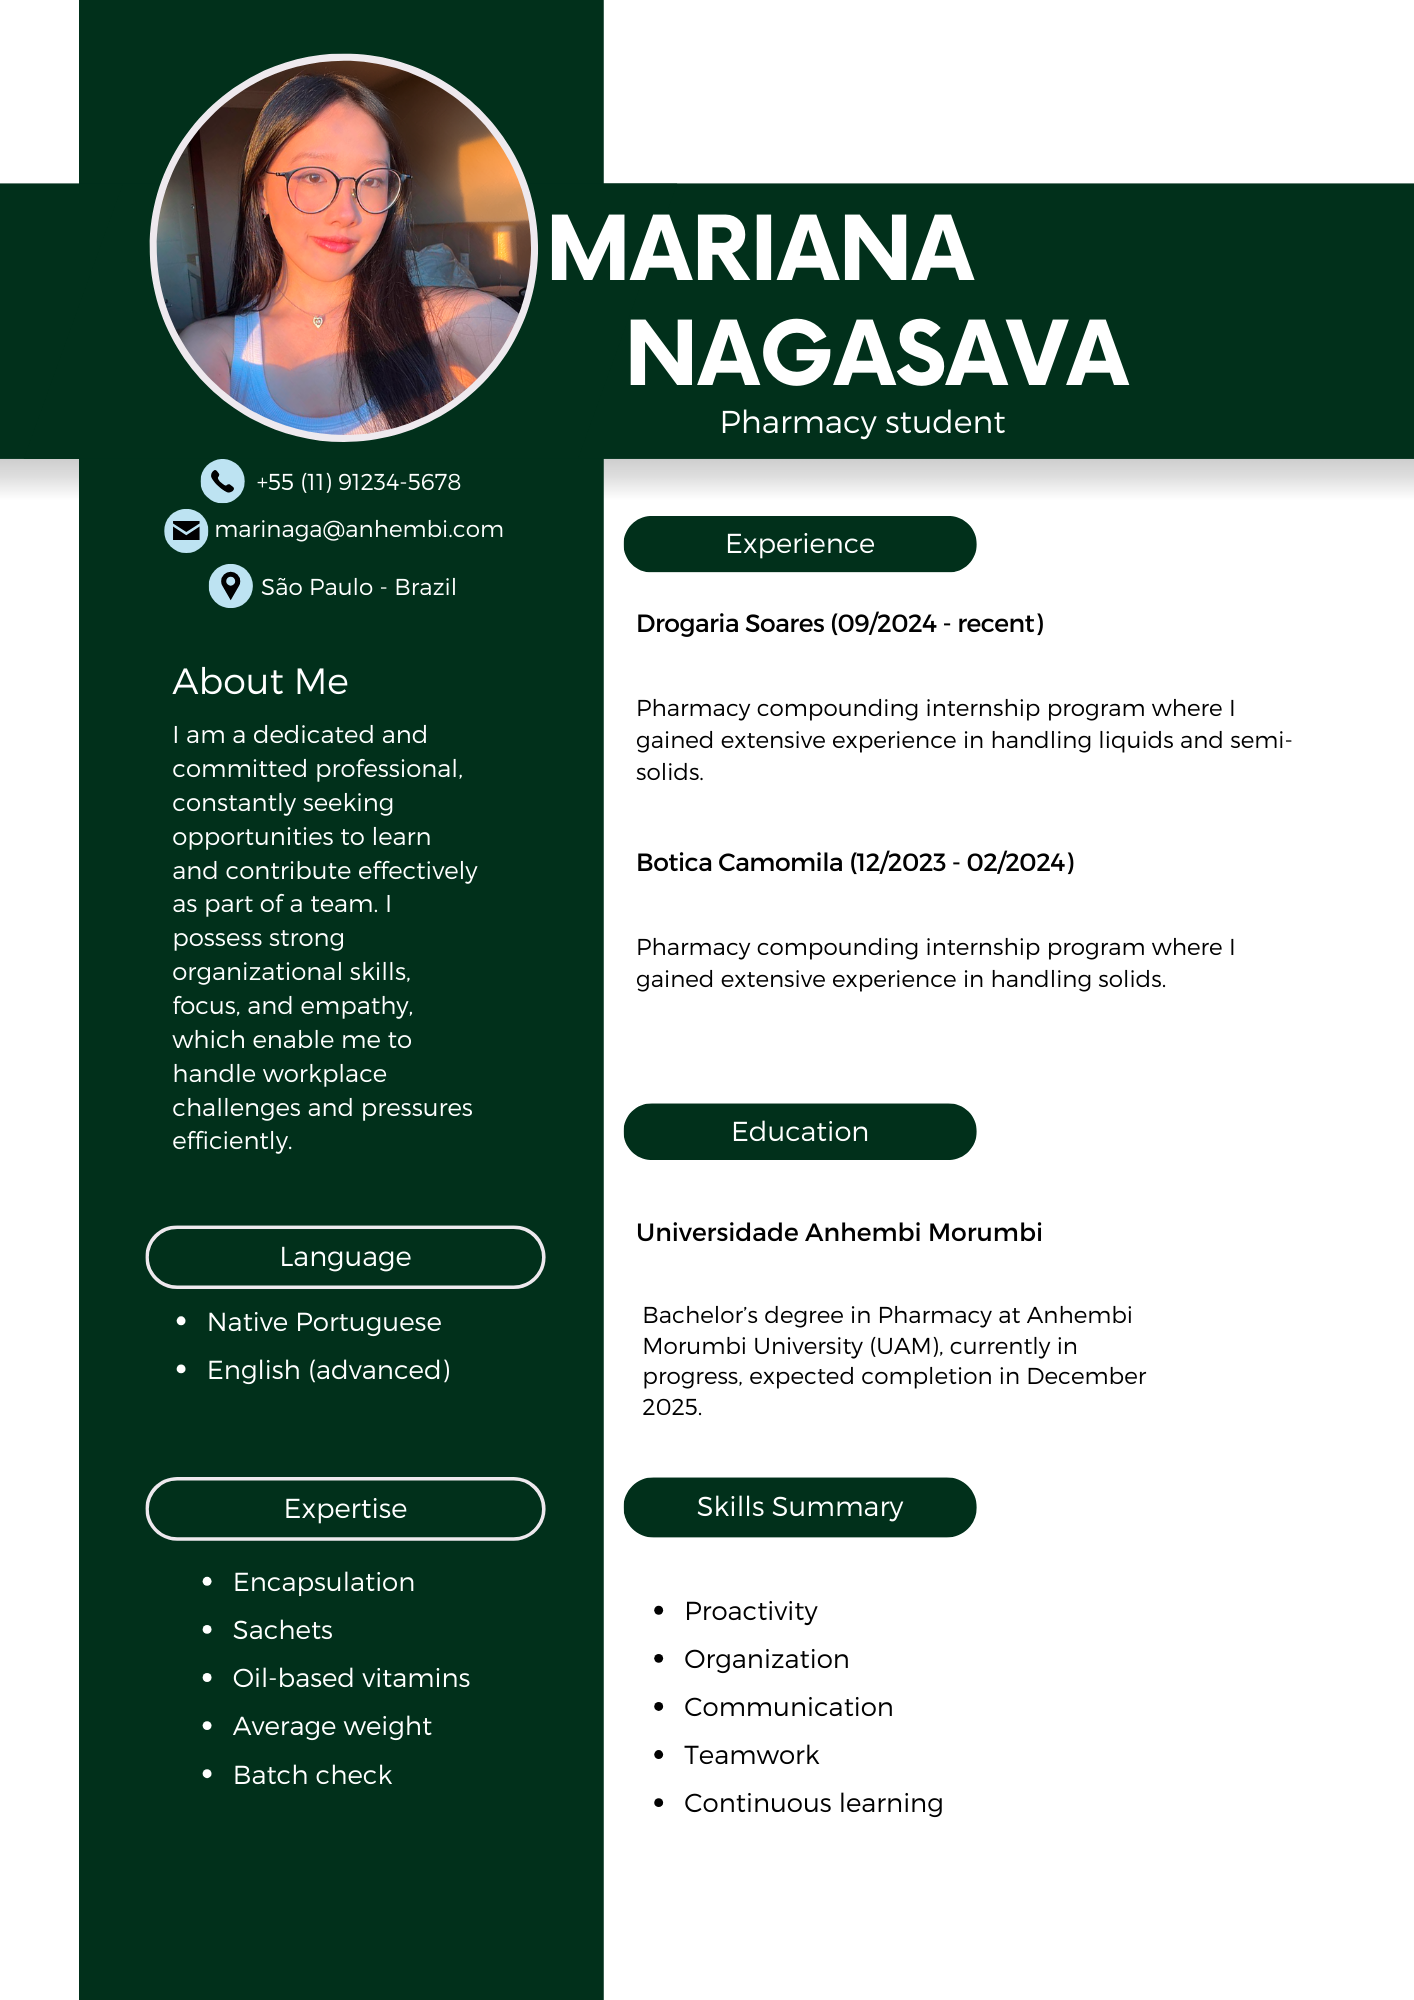 MARIANA
NAGASAVA
Pharmacy student
+55 (11) 91234-5678
marinaga@anhembi.com
São Paulo - Brazil
About Me
I am a dedicated and
committed professional,
constantly seeking
opportunities to learn
and contribute effectively
as part of a team. I
possess strong
organizational skills,
focus, and empathy,
which enable me to
handle workplace
challenges and pressures
efficiently.
Language
• Native Portuguese
• English (advanced)
Expertise
• Encapsulation
• Sachets
• Oil-based vitamins
• Average weight
• Batch check
Experience
Drogaria Soares (09/2024 - recent)
Pharmacy compounding internship program where I
gained extensive experience in handling liquids and semi-
solids.
Botica Camomila (12/2023 - 02/2024)
Pharmacy compounding internship program where I
gained extensive experience in handling solids.
Education
Universidade Anhembi Morumbi
Bachelor’s degree in Pharmacy at Anhembi
Morumbi University (UAM), currently in
progress, expected completion in December
2025.
Skills Summary
• Proactivity
• Organization
• Communication
• Teamwork
• Continuous learning